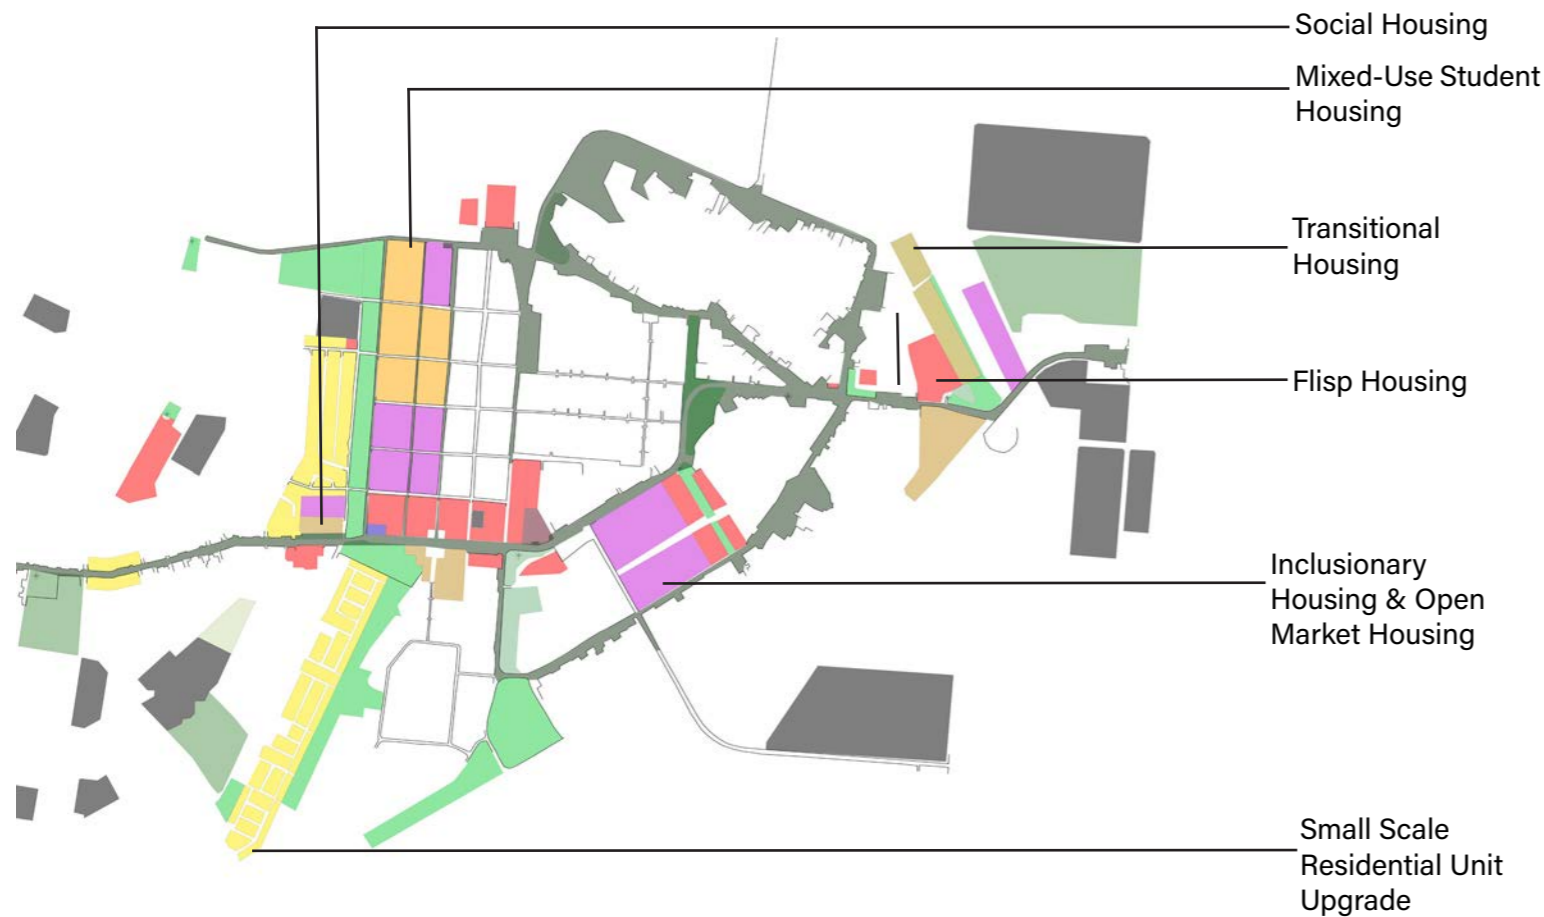 Social Housing
Mixed-Use Student
Housing
Transitional
Housing
Flisp Housing
Inclusionary
Housing & Open
Market Housing
Small Scale
Residential Unit
Upgrade